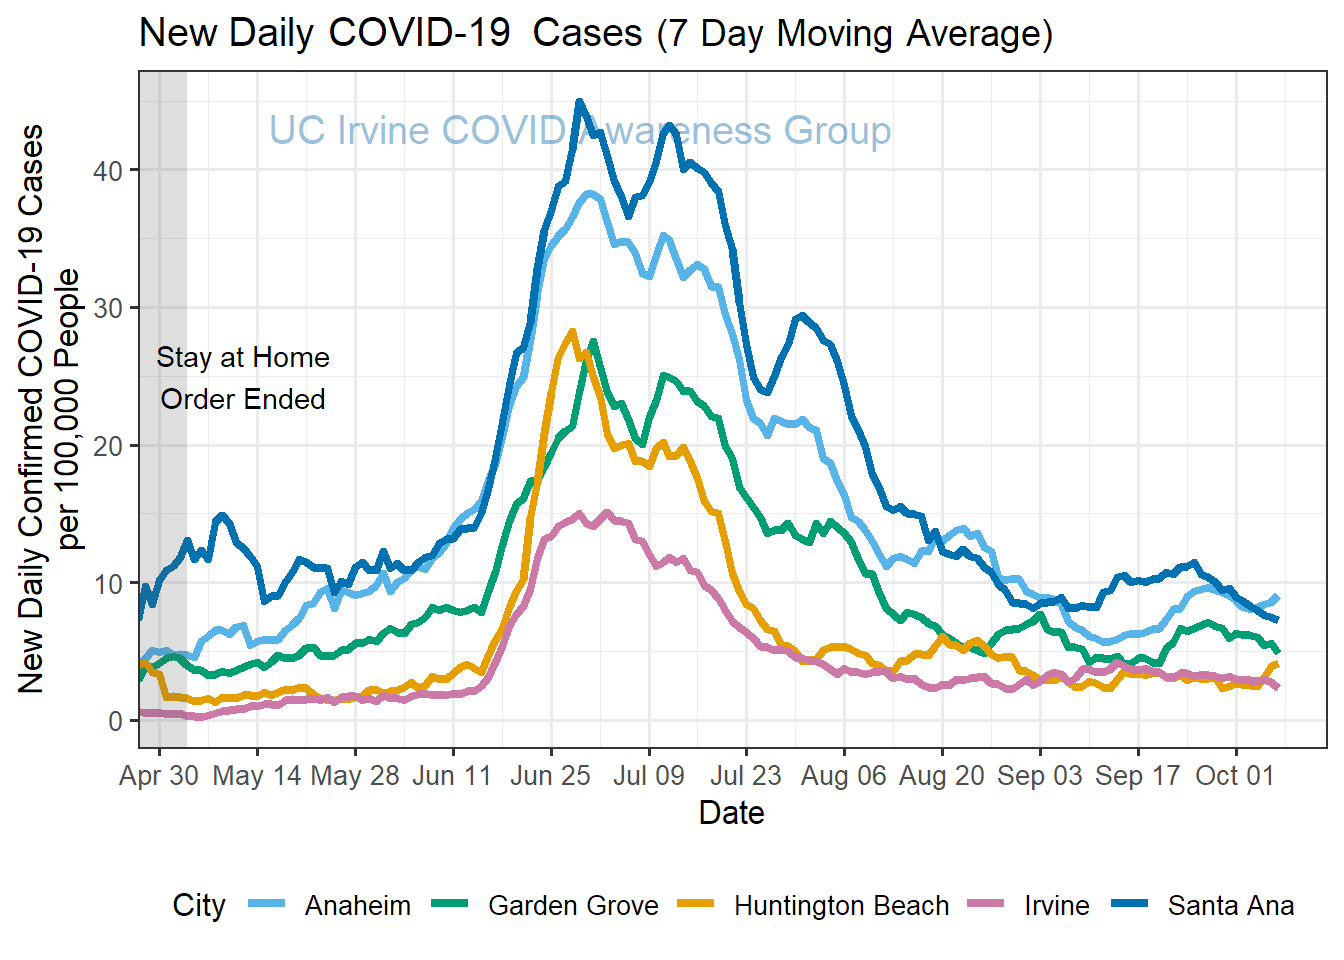 New Daily COVID-19 Cases (7 Day Moving Average)
UC Irvine COVID Awareness Group
New Daily Confirmed COVID-19 Cases
per 100,000 People
40
30
20
10
0
Stay at Home
Order Ended
Apr 30 May 14 May 28 Jun 11 Jun 25 Jul 09 Jul 23 Aug 06 Aug 20 Sep 03 Sep 17 Oct 01
Date
City Anaheim Garden Grove Huntington Beach Irvine Santa Ana